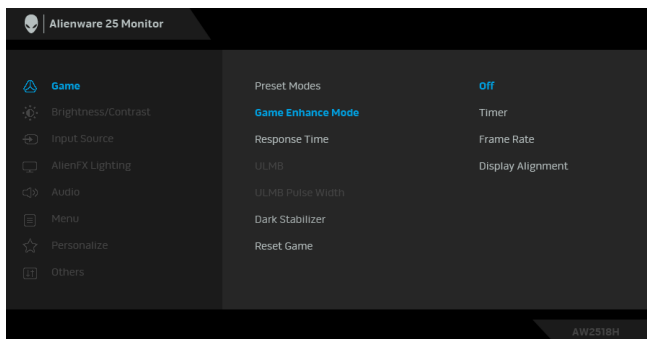 Alienware 25 Monitor
Game
Preset Modes
Off
Brightness/Contrast
Game Enhance Mode
Timer
Input Source
Response Time
Frame Rate
AlienFX Lighting
ULMB
Display Alignment
Audio
ULMB Pulse Width
Menu
Dark Stabilizer
Personalize
Reset Game
Others
AW2518H